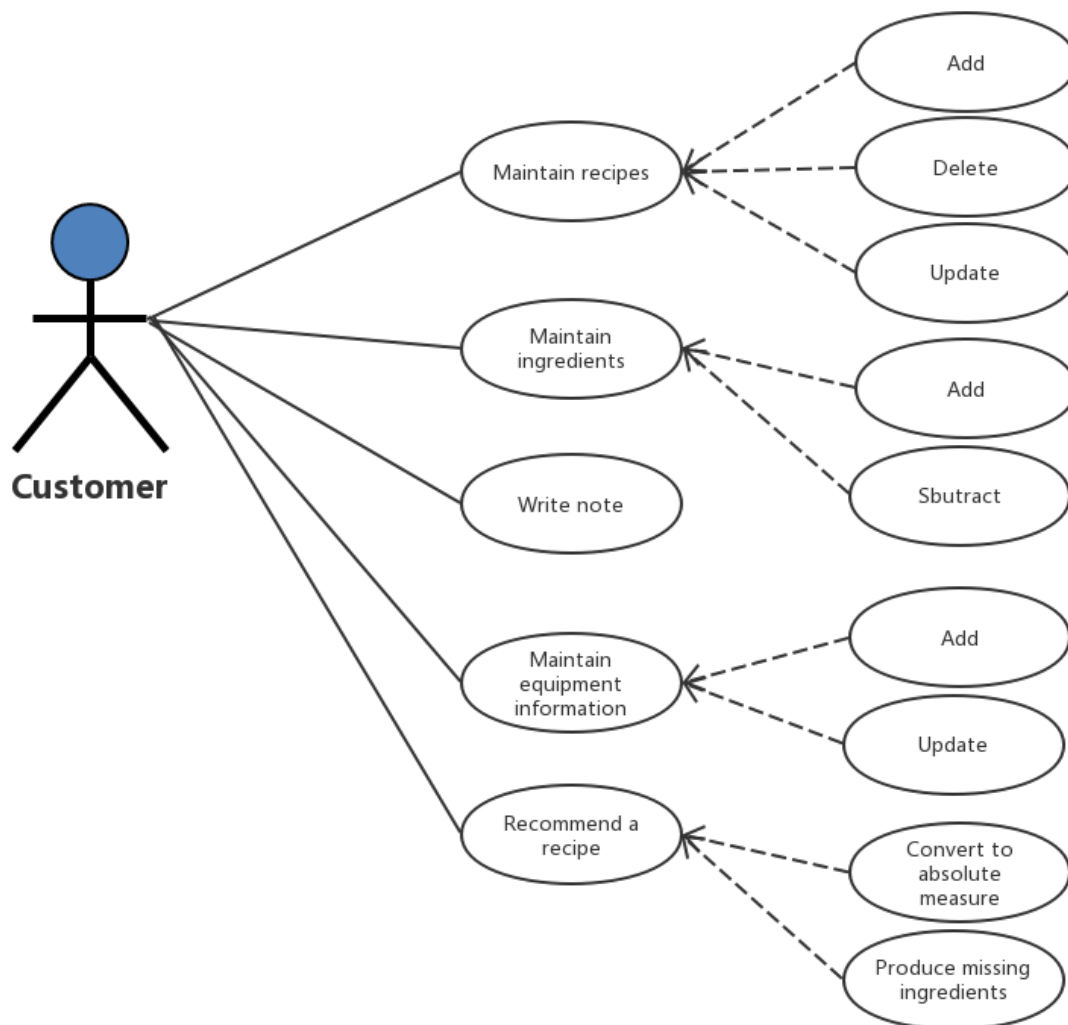 Add
Maintain recipes
Delete
Update
Maintain
ingredients
Add
Customer
Write note
Sbutract
Maintain
equipment
information
Add
Update
Recommend a
recipe
Convert to
absolute
measure
Produce missing
ingredients